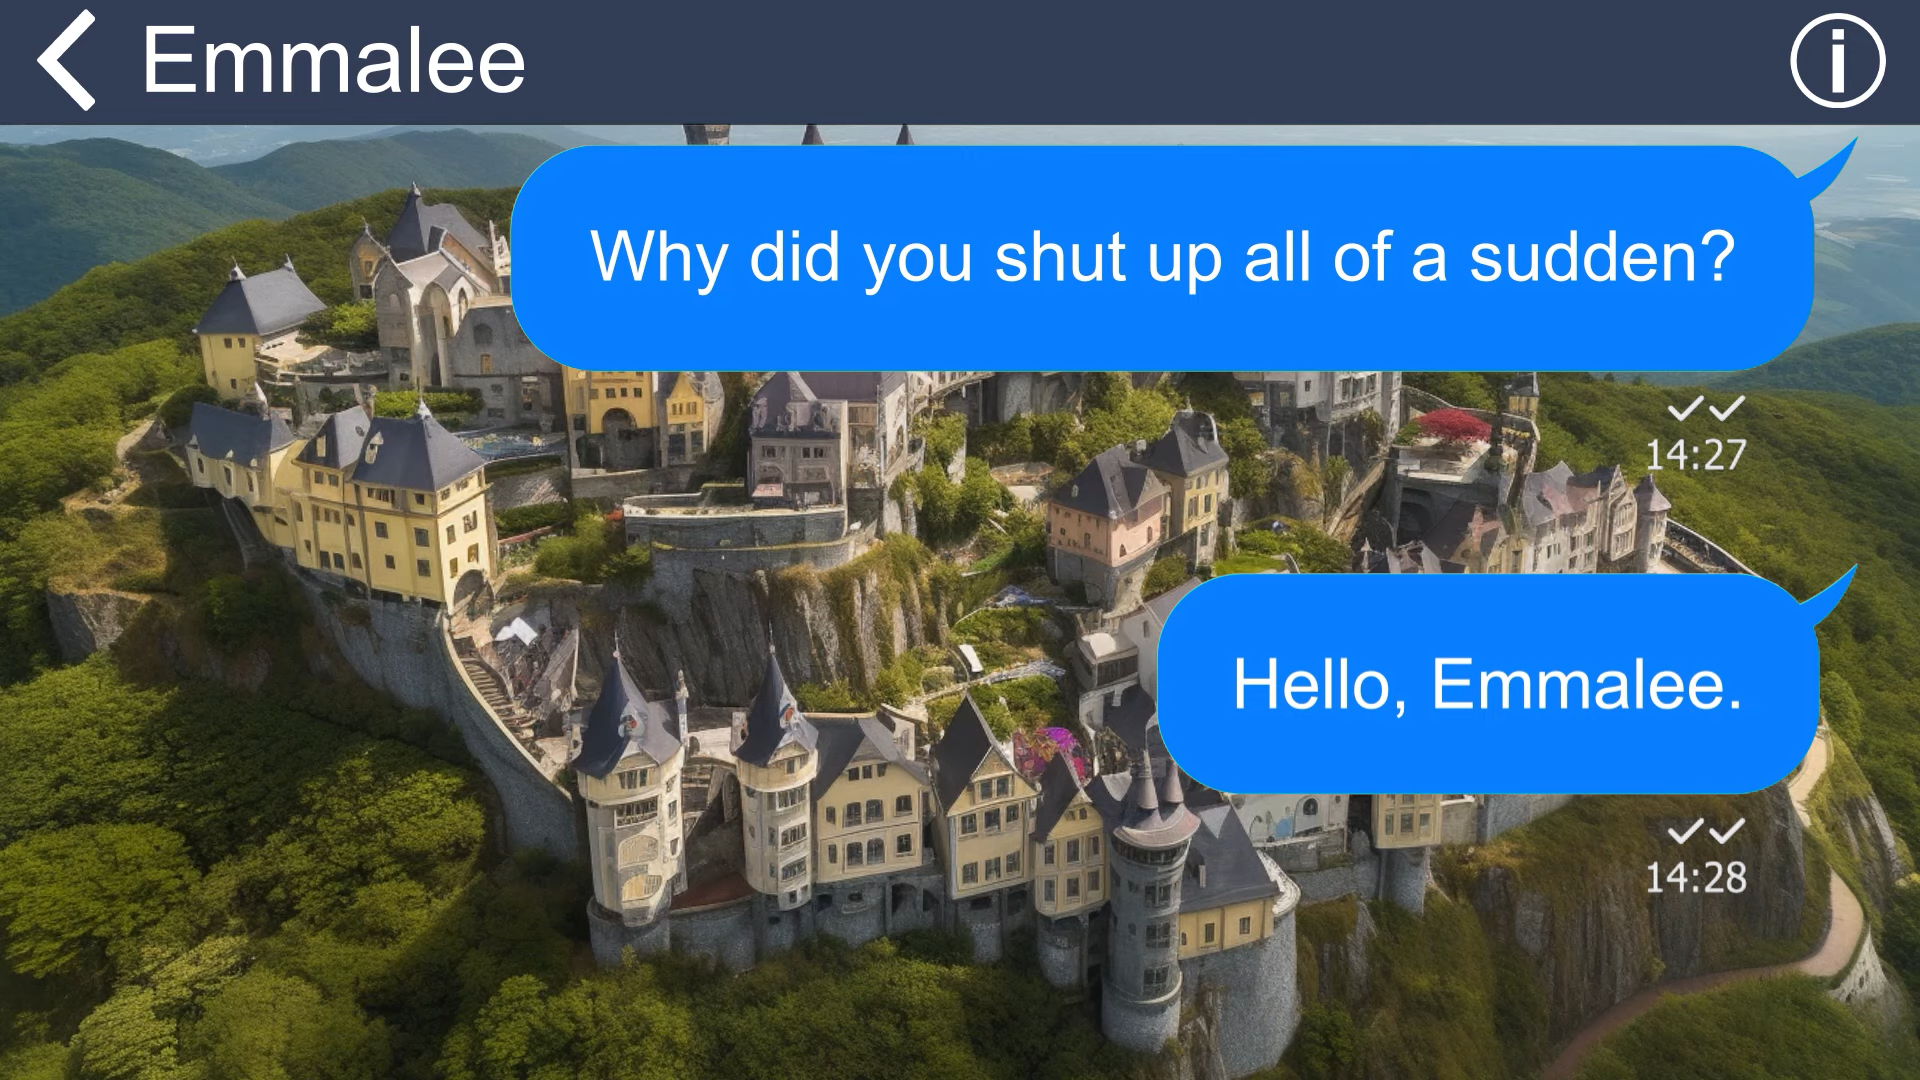 Emmalee
Why did you shut up all of a sudden?
14:27
Hello, Emmalee.
14:28